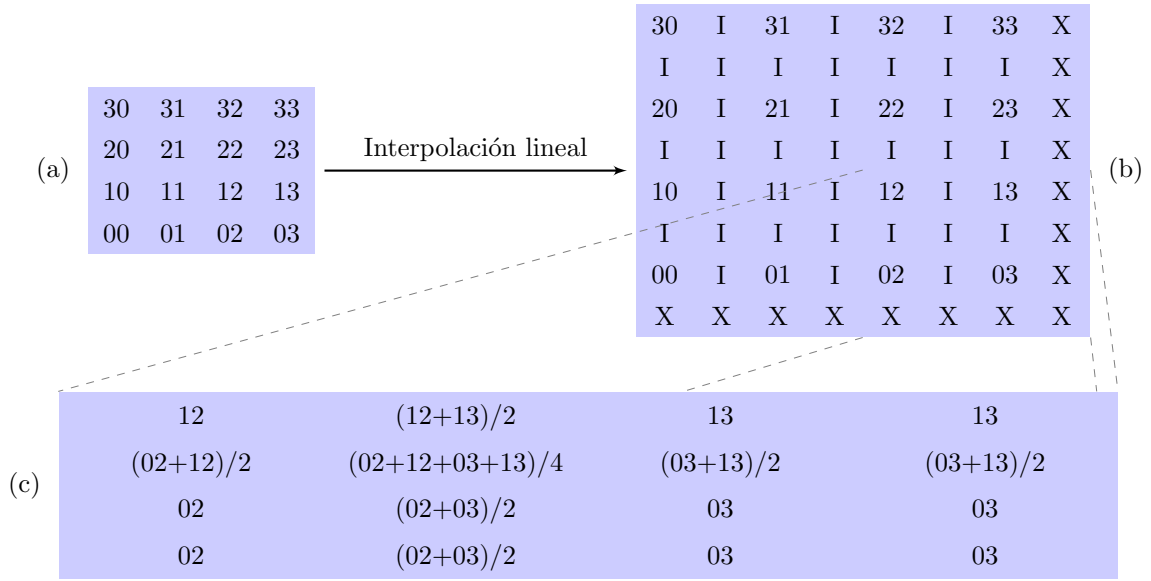 (a)
30 31 32 33
20 21 22 23
10 11 12 13
00 01 02 03
Interpolación lineal
30 I 31 I 32 I 33 X
I I I I I I I X
20 I 21 I 22 I 23 X
I I I I I I I X
10 I 11 I 12 I 13 X
I I I I I I I X
00 I 01 I 02 I 03 X
X X X X X X X X
(b)
(c)
12 (12+13)/2 13 13
(02+12)/2 (02+12+03+13)/4 (03+13)/2 (03+13)/2
02 (02+03)/2 03 03
02 (02+03)/2 03 03